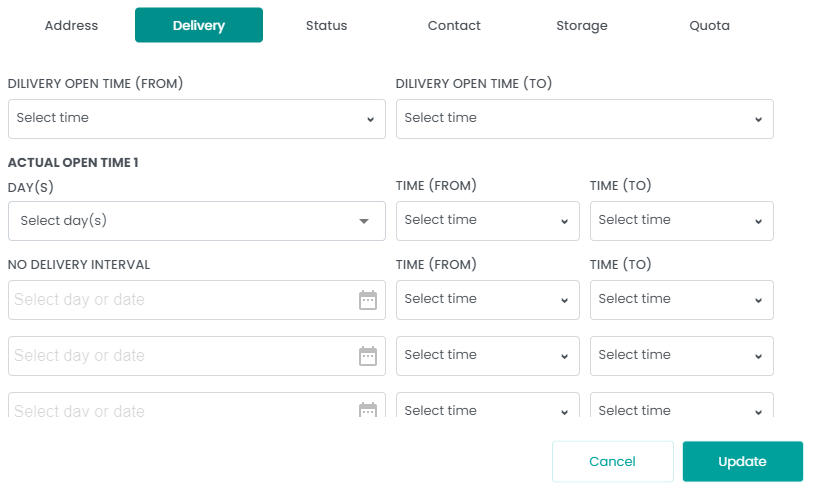 Address Delivery Status Contact Storage Quota
DILIVERY OPEN TIME (FROM) DILIVERY OPEN TIME (TO)
Select time Select time
ACTUAL OPEN TIME 1
DAY(S) TIME (FROM) TIME (TO)
Select day(s) Select time Select time
NO DELIVERY INTERVAL TIME (FROM) TIME (TO)
Select day or date Select time Select time
Select day or date Select time Select time
Select day or date Select time Select time
Cancel Update